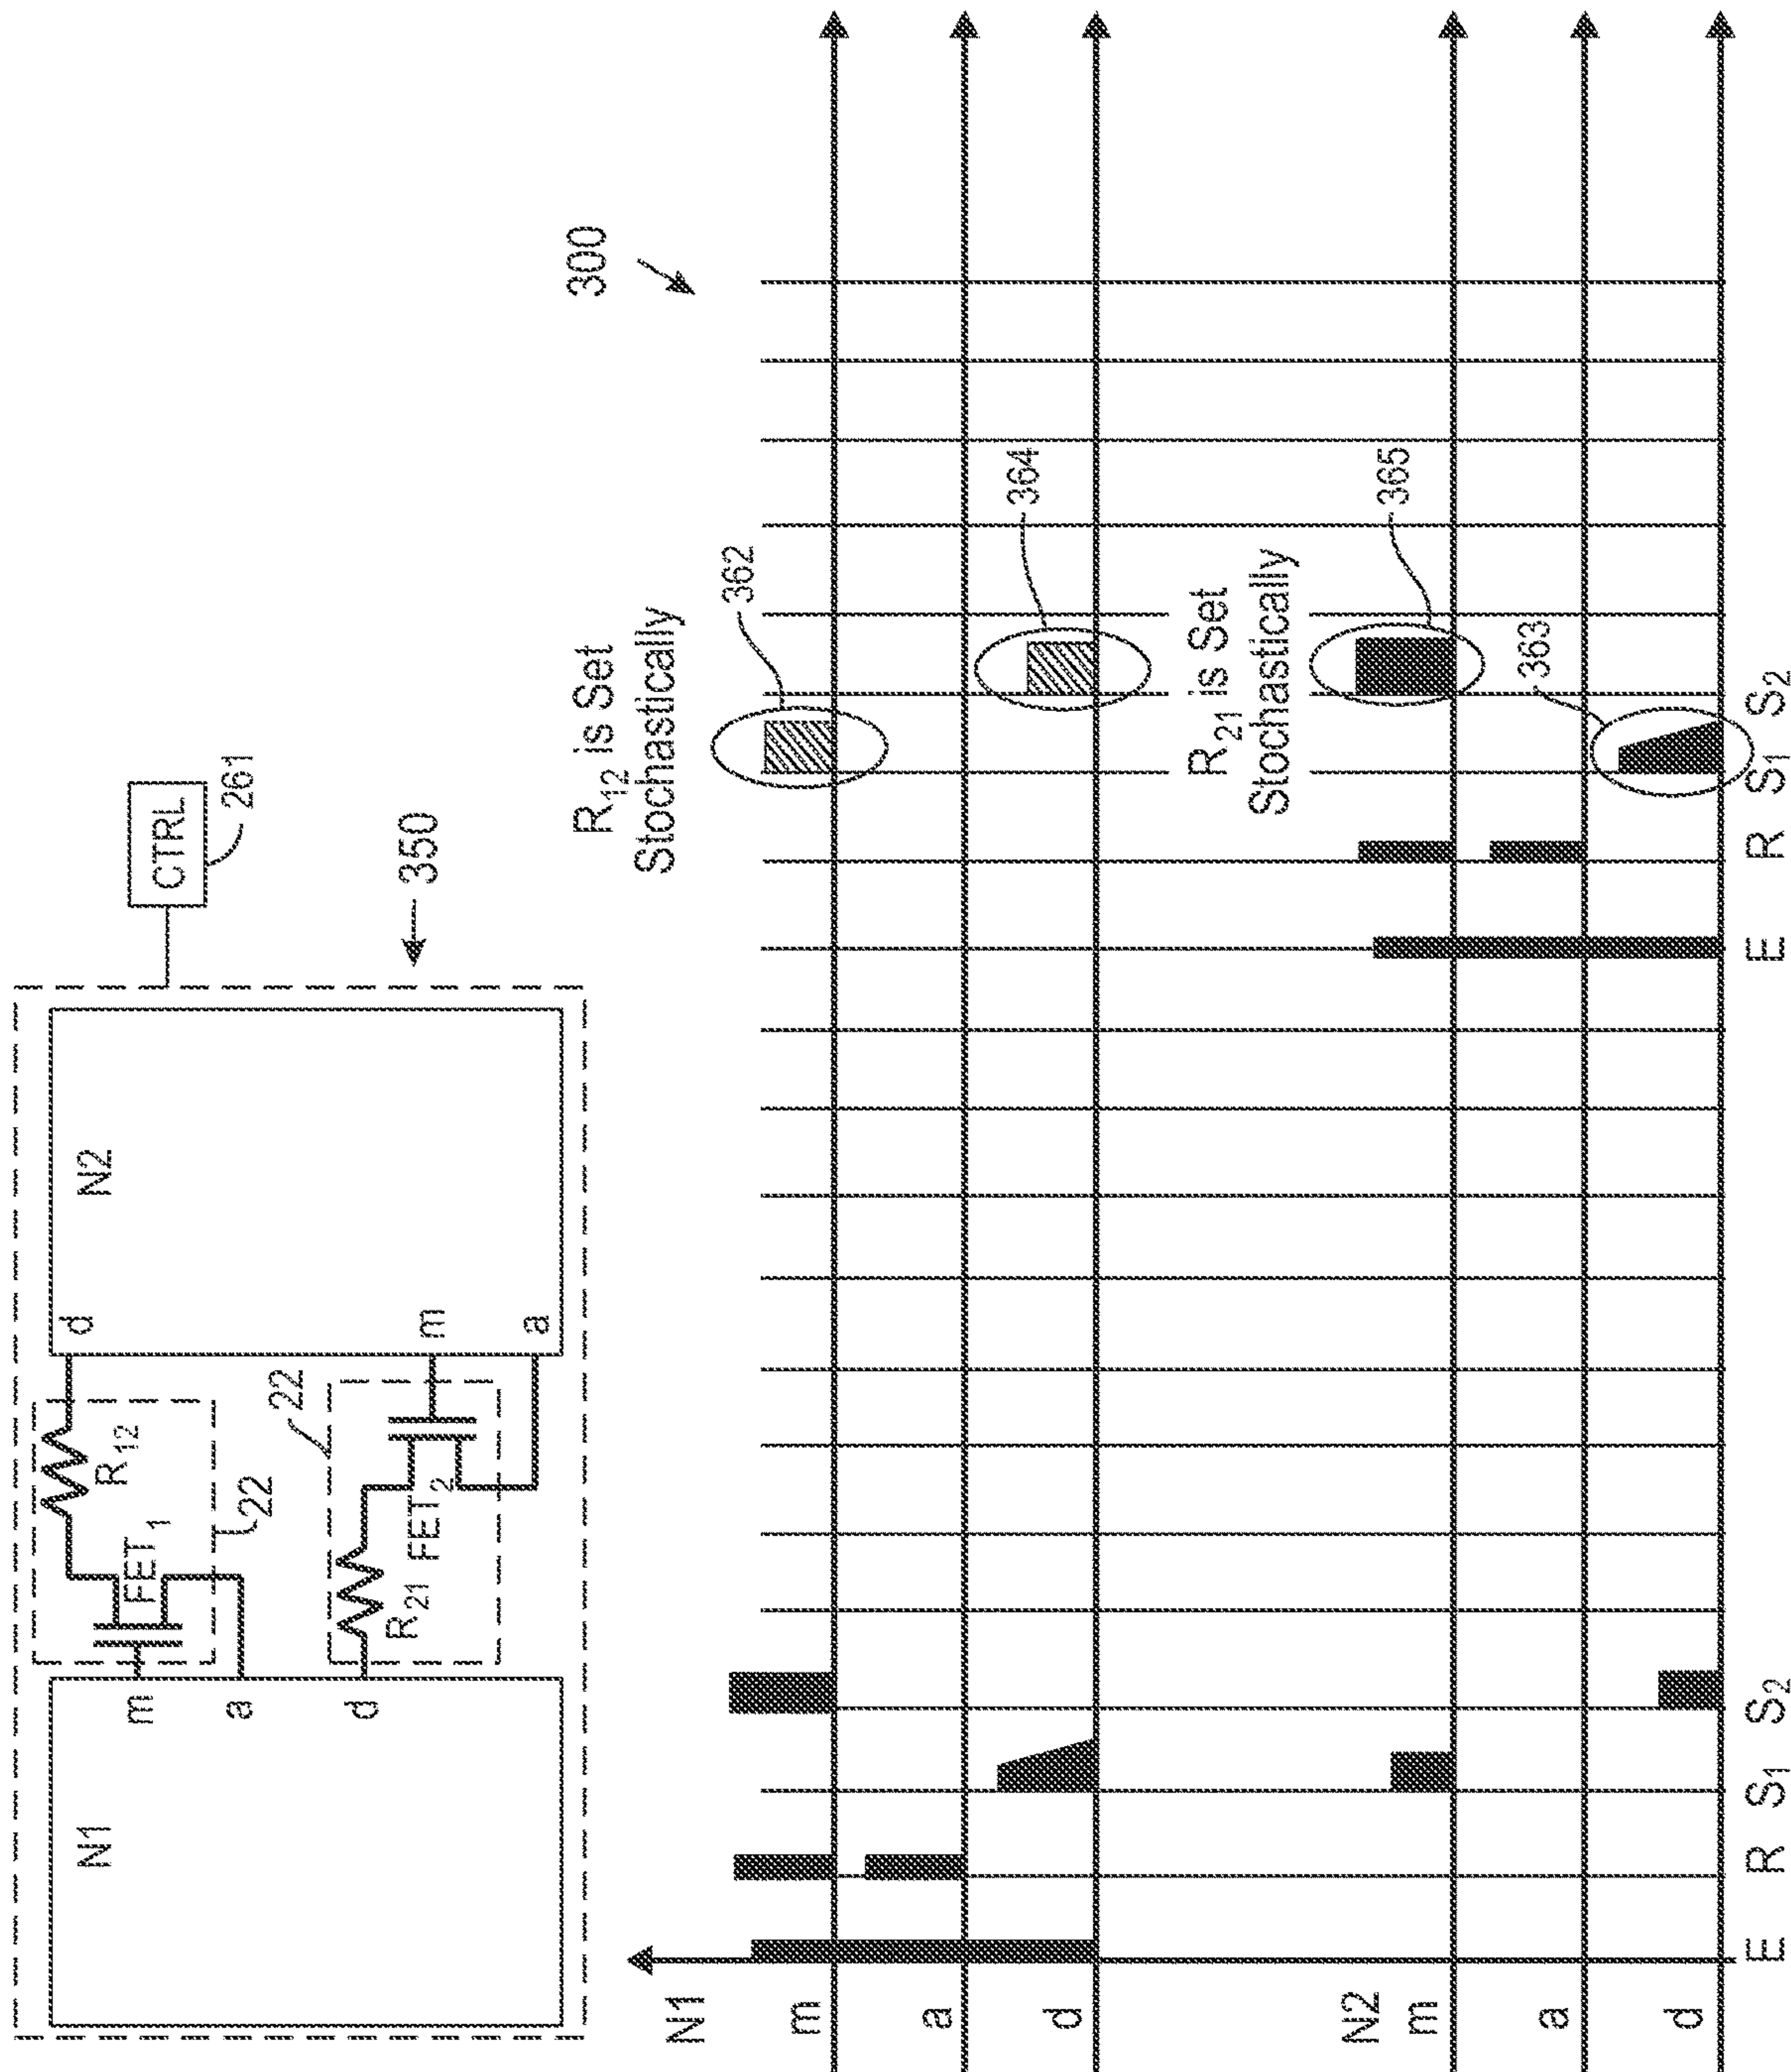 N1
N2
m
a
d
FET1
R12
22
R21
FET2
22
d
m
a
CTRL
261
350
300
R12 is Set
Stochastically
362
364
R21 is Set
Stochastically
365
363
N1
m
a
d
N2
m
a
d
E R S1 S2 E R S1 S2